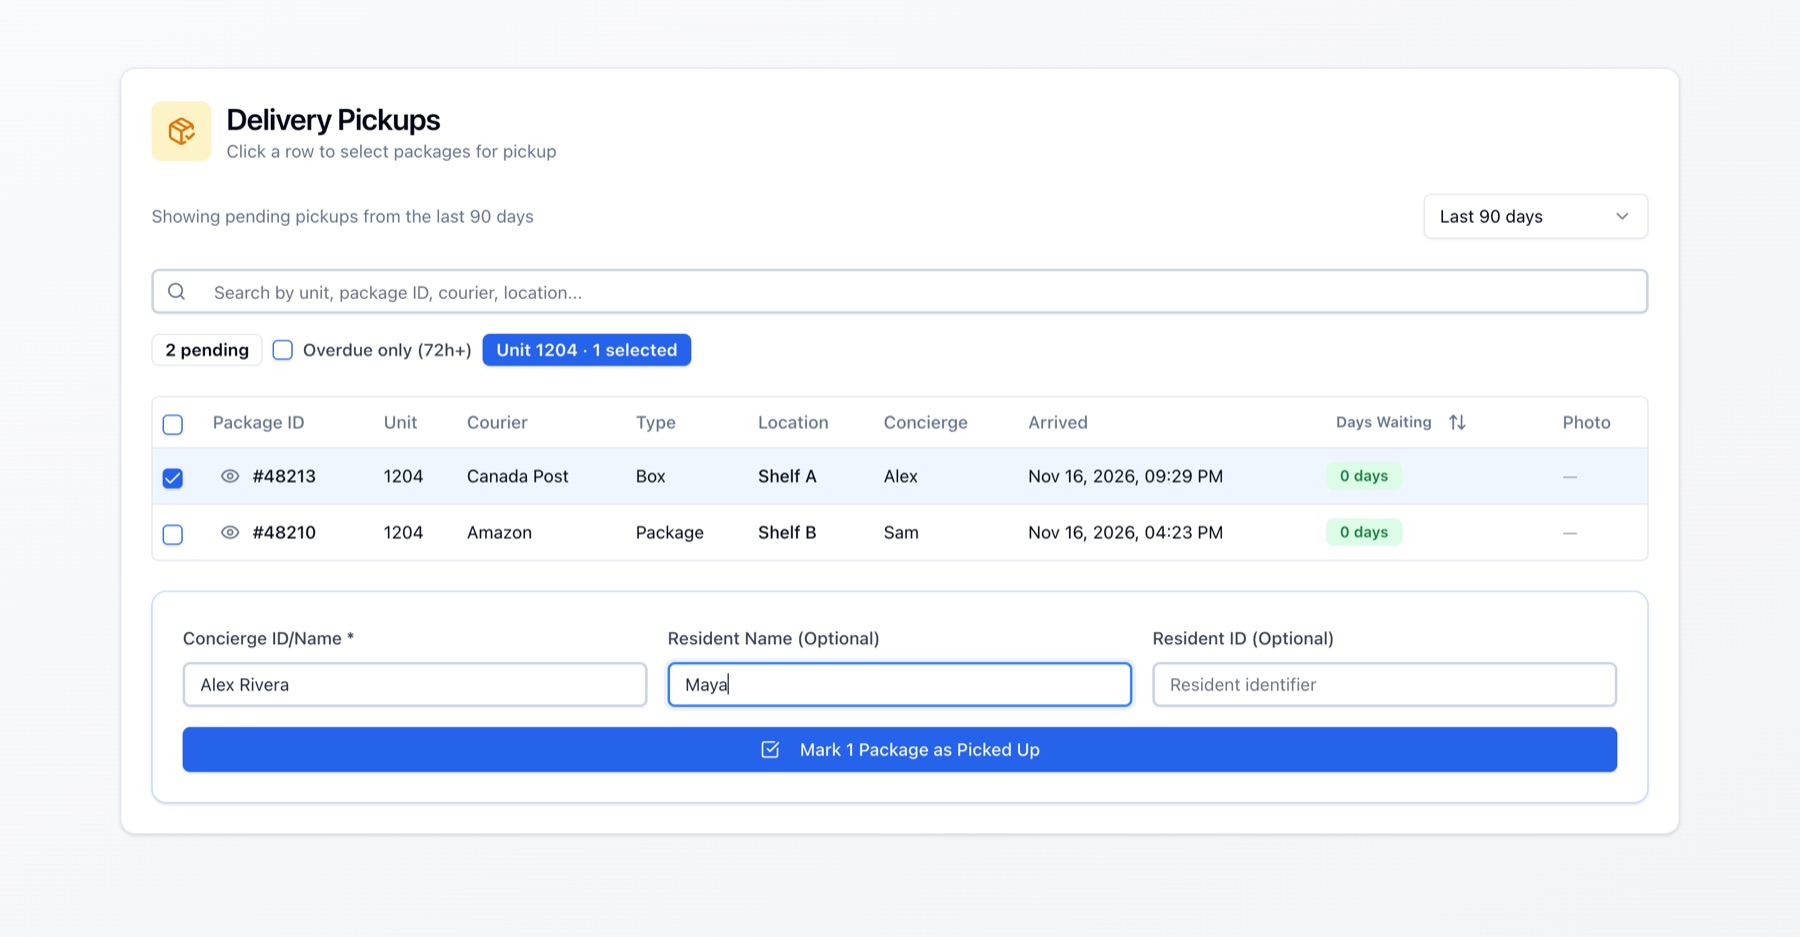 Delivery Pickups
Click a row to select packages for pickup
Showing pending pickups from the last 90 days
Last 90 days
Search by unit, package ID, courier, location...
2 pending
Overdue only (72h+)
Unit 1204 · 1 selected
Package ID Unit Courier Type Location Concierge Arrived Days Waiting Photo
#48213 1204 Canada Post Box Shelf A Alex Nov 16, 2026, 09:29 PM 0 days —
#48210 1204 Amazon Package Shelf B Sam Nov 16, 2026, 04:23 PM 0 days —
Concierge ID/Name * Resident Name (Optional) Resident ID (Optional)
Alex Rivera Maya Resident identifier
Mark 1 Package as Picked Up